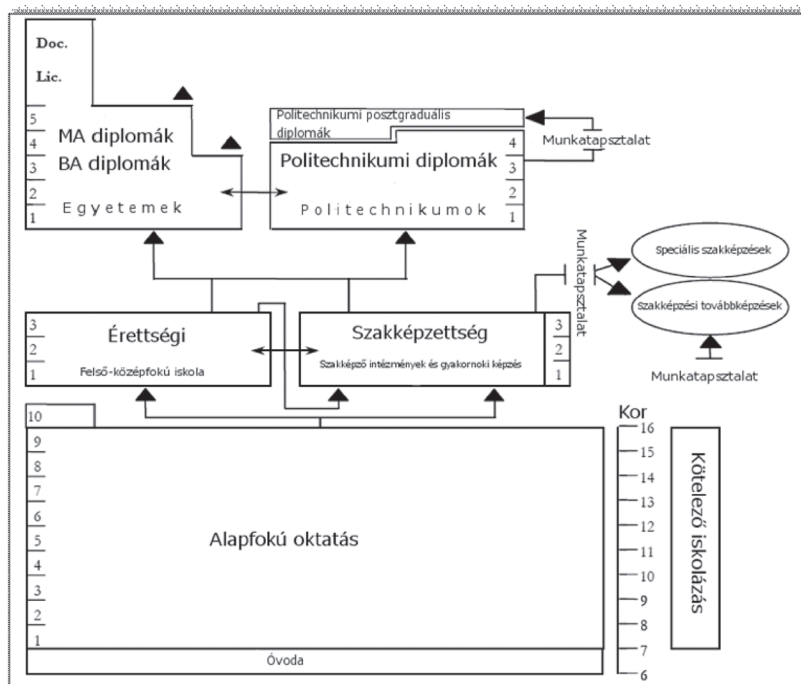 Doc.
Lic.
5
4
3
2
1
MA diplomák
BA diplomák
Egyetemek
Politechnikumi posztgraduális
diplomák
Politechnikumi diplomák
Politechnikumok
4
3
2
1
Munkatapsztalat
3
2
1
Érettségi
Felső-középfokú iskola
Szakképzettség
Szakképző intézmények és gyakornoki képzés
3
2
1
Munkatapsztalat
Speciális szakképzések
Szakképzési továbbképzések
Munkatapsztalat
10
9
8
7
6
5
4
3
2
1
Alapfokú oktatás
Óvoda
Kor
16
15
14
13
12
11
10
9
8
7
6
Kötelező iskolázás